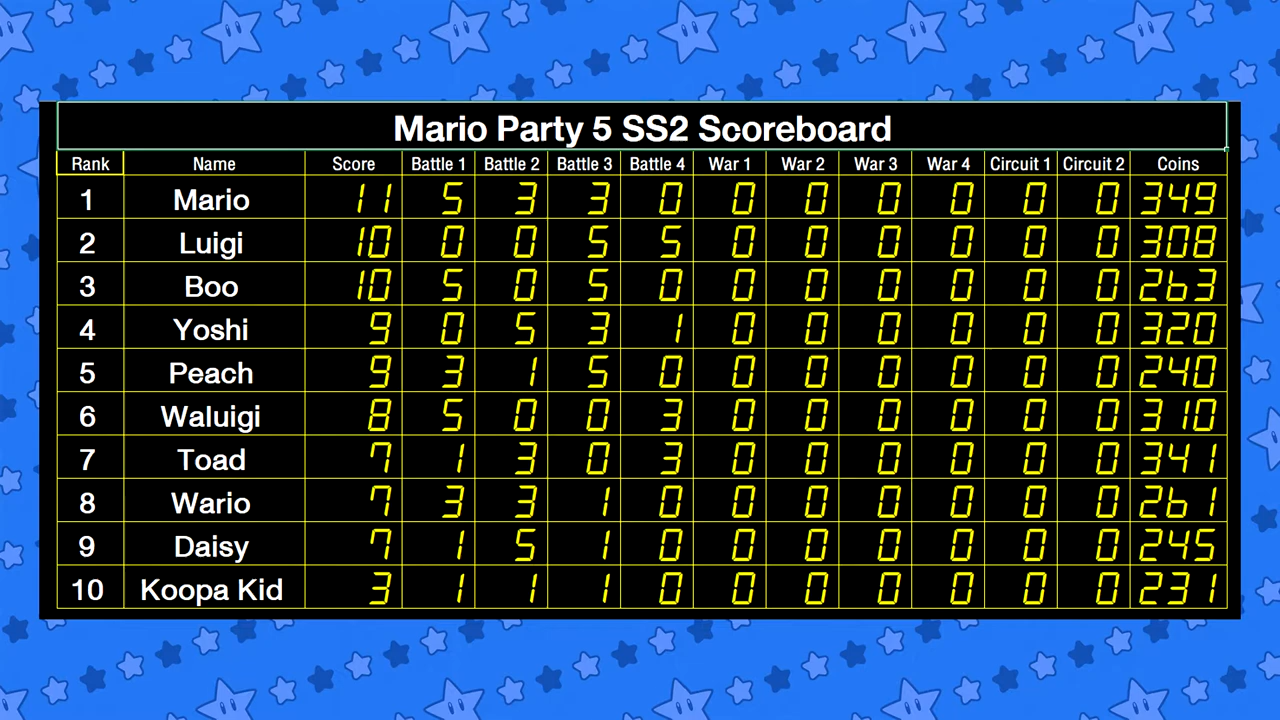 Mario Party 5 SS2 Scoreboard
Rank Name Score Battle 1 Battle 2 Battle 3 Battle 4 War 1 War 2 War 3 War 4 Circuit 1 Circuit 2 Coins
1 Mario 11 5 3 3 0 0 0 0 0 0 0 349
2 Luigi 10 0 0 5 5 0 0 0 0 0 0 308
3 Boo 10 5 0 5 0 0 0 0 0 0 0 263
4 Yoshi 9 0 5 3 1 0 0 0 0 0 0 320
5 Peach 9 3 1 5 0 0 0 0 0 0 0 240
6 Waluigi 8 5 0 0 3 0 0 0 0 0 0 310
7 Toad 7 1 3 0 3 0 0 0 0 0 0 341
8 Wario 7 3 3 1 0 0 0 0 0 0 0 261
9 Daisy 7 1 5 1 0 0 0 0 0 0 0 245
10 Koopa Kid 3 1 1 1 0 0 0 0 0 0 0 231